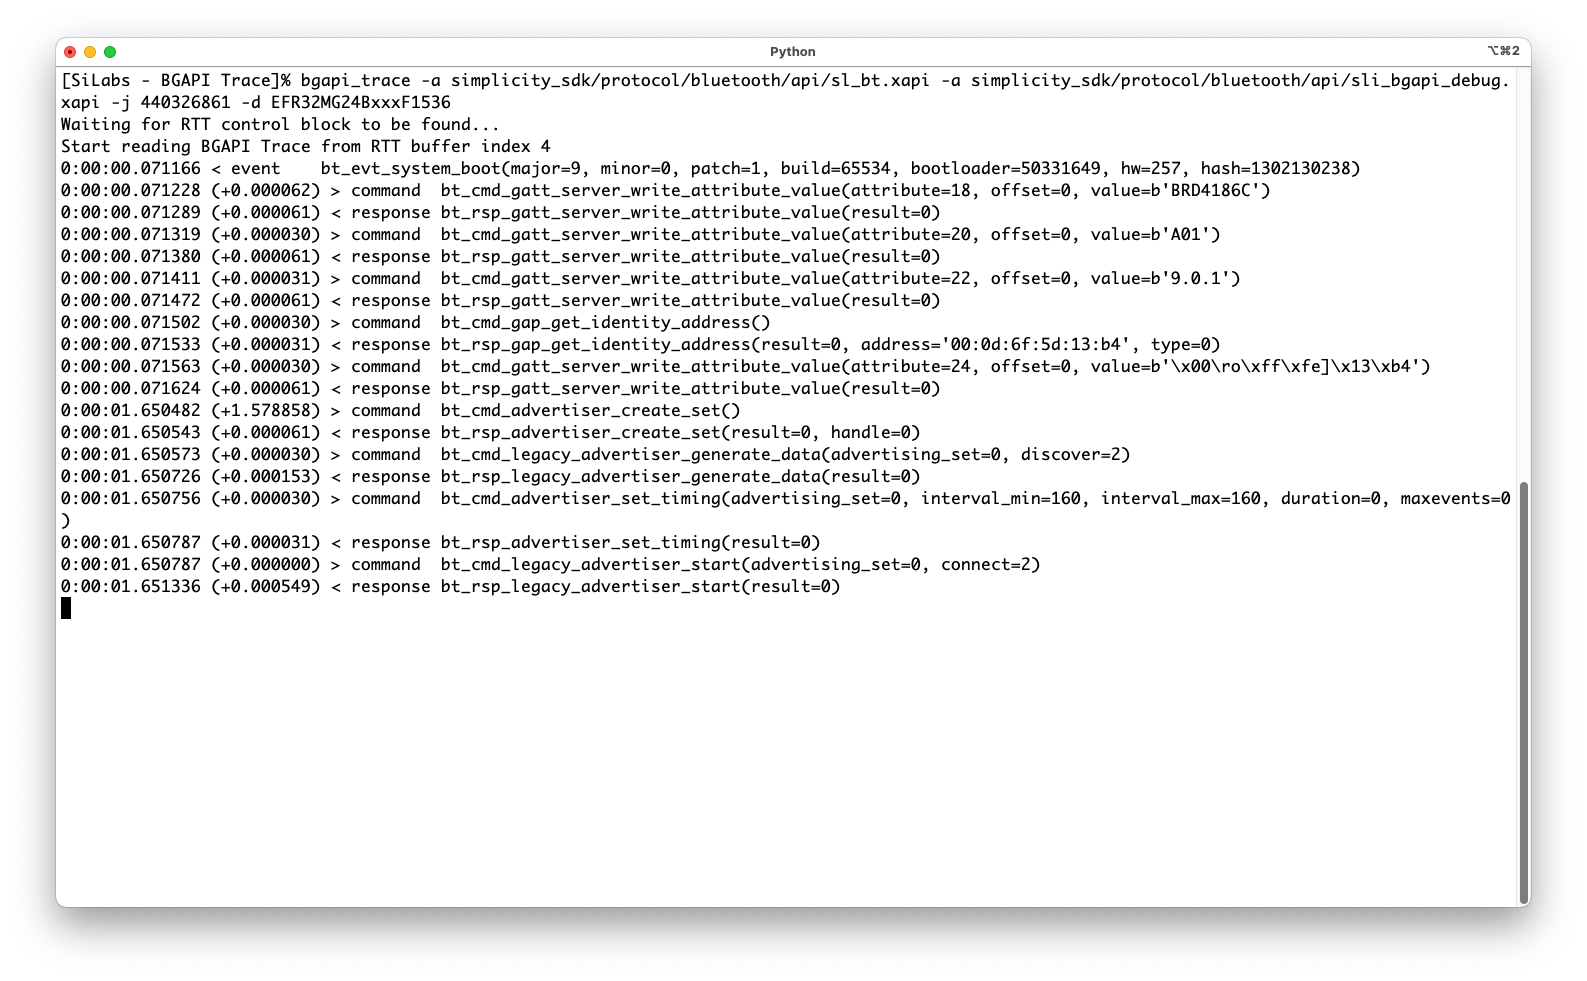 Python
⌥⌘2
[SiLabs - BGAPI Trace]% bgapi_trace -a simplicity_sdk/protocol/bluetooth/api/sl_bt.xapi -a simplicity_sdk/protocol/bluetooth/api/sli_bgapi_debug.
xapi -j 440326861 -d EFR32MG24BxxxF1536
Waiting for RTT control block to be found...
Start reading BGAPI Trace from RTT buffer index 4
0:00:00.071166 < event    bt_evt_system_boot(major=9, minor=0, patch=1, build=65534, bootloader=50331649, hw=257, hash=1302130238)
0:00:00.071228 (+0.000062) > command  bt_cmd_gatt_server_write_attribute_value(attribute=18, offset=0, value=b'BRD4186C')
0:00:00.071289 (+0.000061) < response bt_rsp_gatt_server_write_attribute_value(result=0)
0:00:00.071319 (+0.000030) > command  bt_cmd_gatt_server_write_attribute_value(attribute=20, offset=0, value=b'A01')
0:00:00.071380 (+0.000061) < response bt_rsp_gatt_server_write_attribute_value(result=0)
0:00:00.071411 (+0.000031) > command  bt_cmd_gatt_server_write_attribute_value(attribute=22, offset=0, value=b'9.0.1')
0:00:00.071472 (+0.000061) < response bt_rsp_gatt_server_write_attribute_value(result=0)
0:00:00.071502 (+0.000030) > command  bt_cmd_gap_get_identity_address()
0:00:00.071533 (+0.000031) < response bt_rsp_gap_get_identity_address(result=0, address='00:0d:6f:5d:13:b4', type=0)
0:00:00.071563 (+0.000030) > command  bt_cmd_gatt_server_write_attribute_value(attribute=24, offset=0, value=b'\x00\ro\xff\xfe]\x13\xb4')
0:00:00.071624 (+0.000061) < response bt_rsp_gatt_server_write_attribute_value(result=0)
0:00:01.650482 (+1.578858) > command  bt_cmd_advertiser_create_set()
0:00:01.650543 (+0.000061) < response bt_rsp_advertiser_create_set(result=0, handle=0)
0:00:01.650573 (+0.000030) > command  bt_cmd_legacy_advertiser_generate_data(advertising_set=0, discover=2)
0:00:01.650726 (+0.000153) < response bt_rsp_legacy_advertiser_generate_data(result=0)
0:00:01.650756 (+0.000030) > command  bt_cmd_advertiser_set_timing(advertising_set=0, interval_min=160, interval_max=160, duration=0, maxevents=0
)
0:00:01.650787 (+0.000031) < response bt_rsp_advertiser_set_timing(result=0)
0:00:01.650787 (+0.000000) > command  bt_cmd_legacy_advertiser_start(advertising_set=0, connect=2)
0:00:01.651336 (+0.000549) < response bt_rsp_legacy_advertiser_start(result=0)